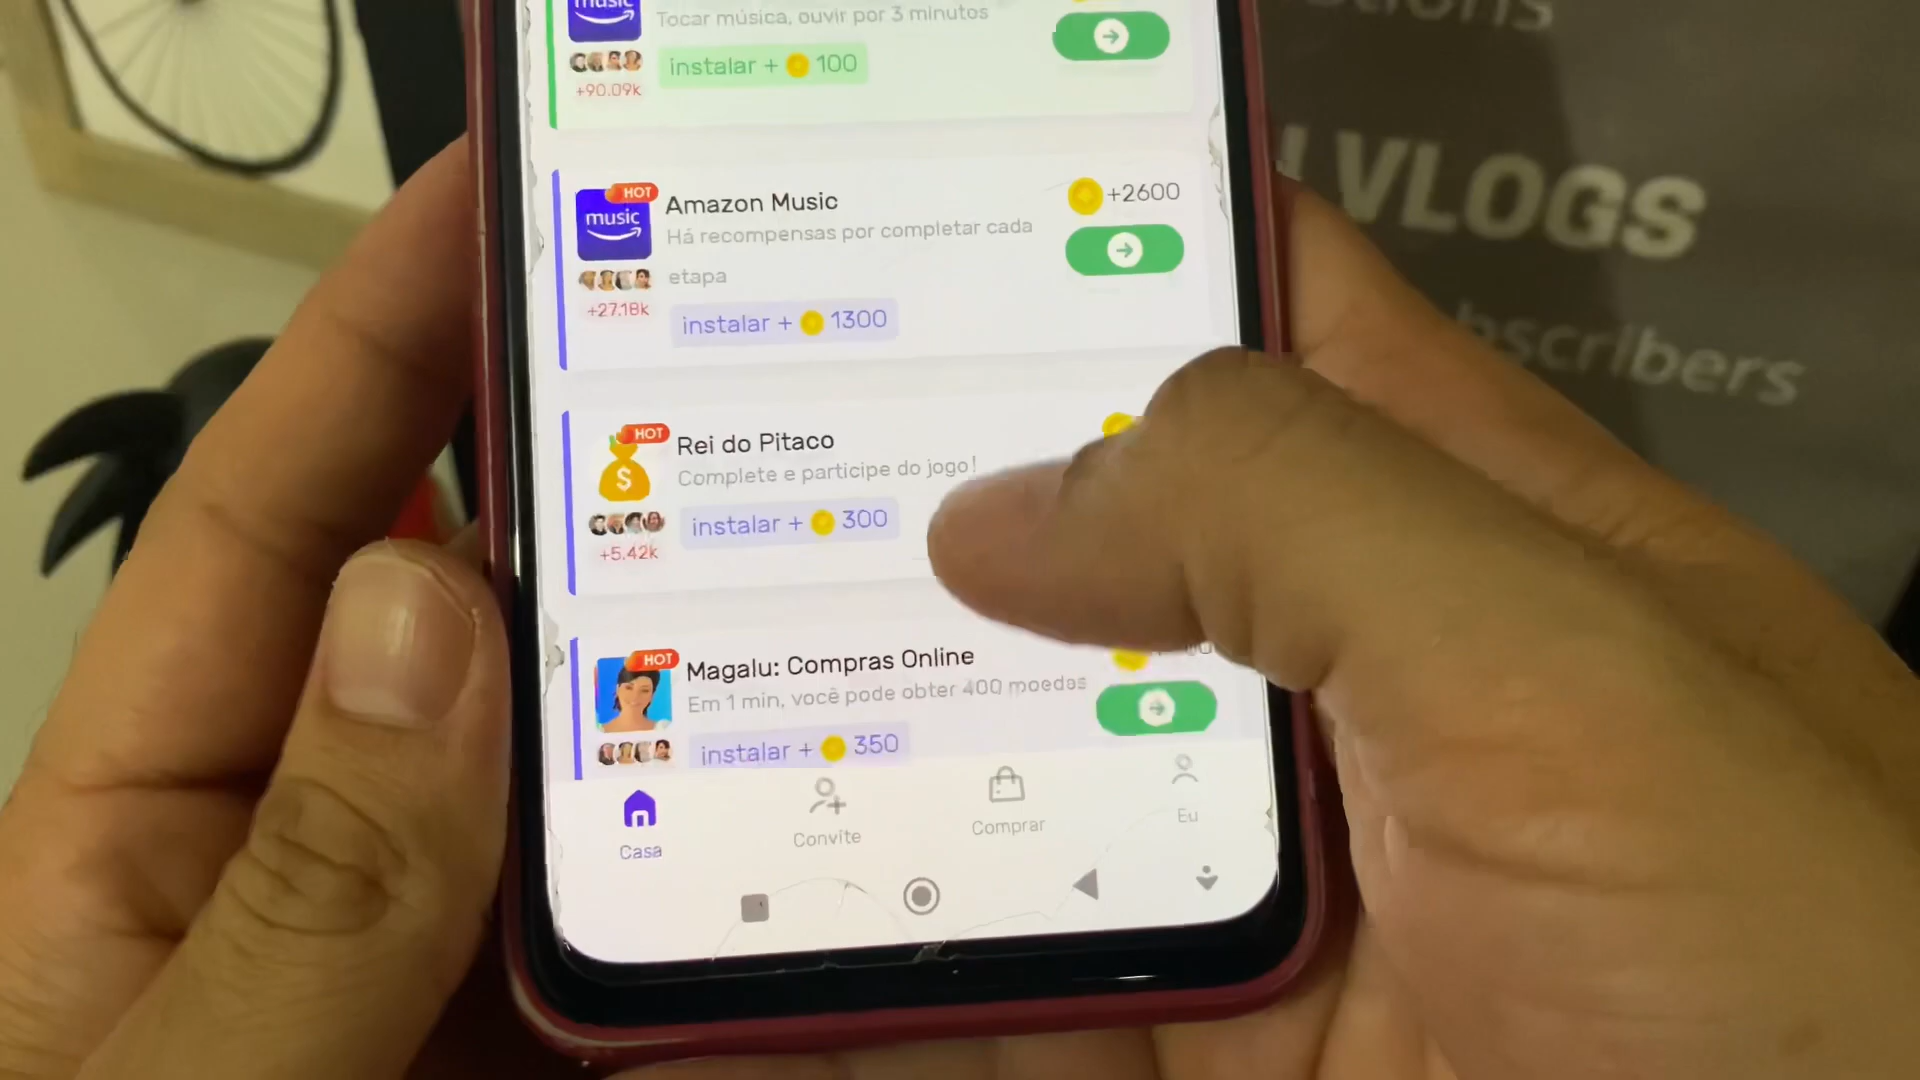 music
Tocar música, ouvir por 3 minutos
instalar + 100
+90.09k
HOT
music
Amazon Music
+2600
Há recompensas por completar cada
etapa
+27.18k
instalar + 1300
HOT
$
Rei do Pitaco
Complete e participe do jogo!
instalar + 300
+5.42k
HOT
Magalu: Compras Online
Em 1 min, você pode obter 400 moedas
instalar + 350
Casa
Convite
Comprar
Eu
VLOGS